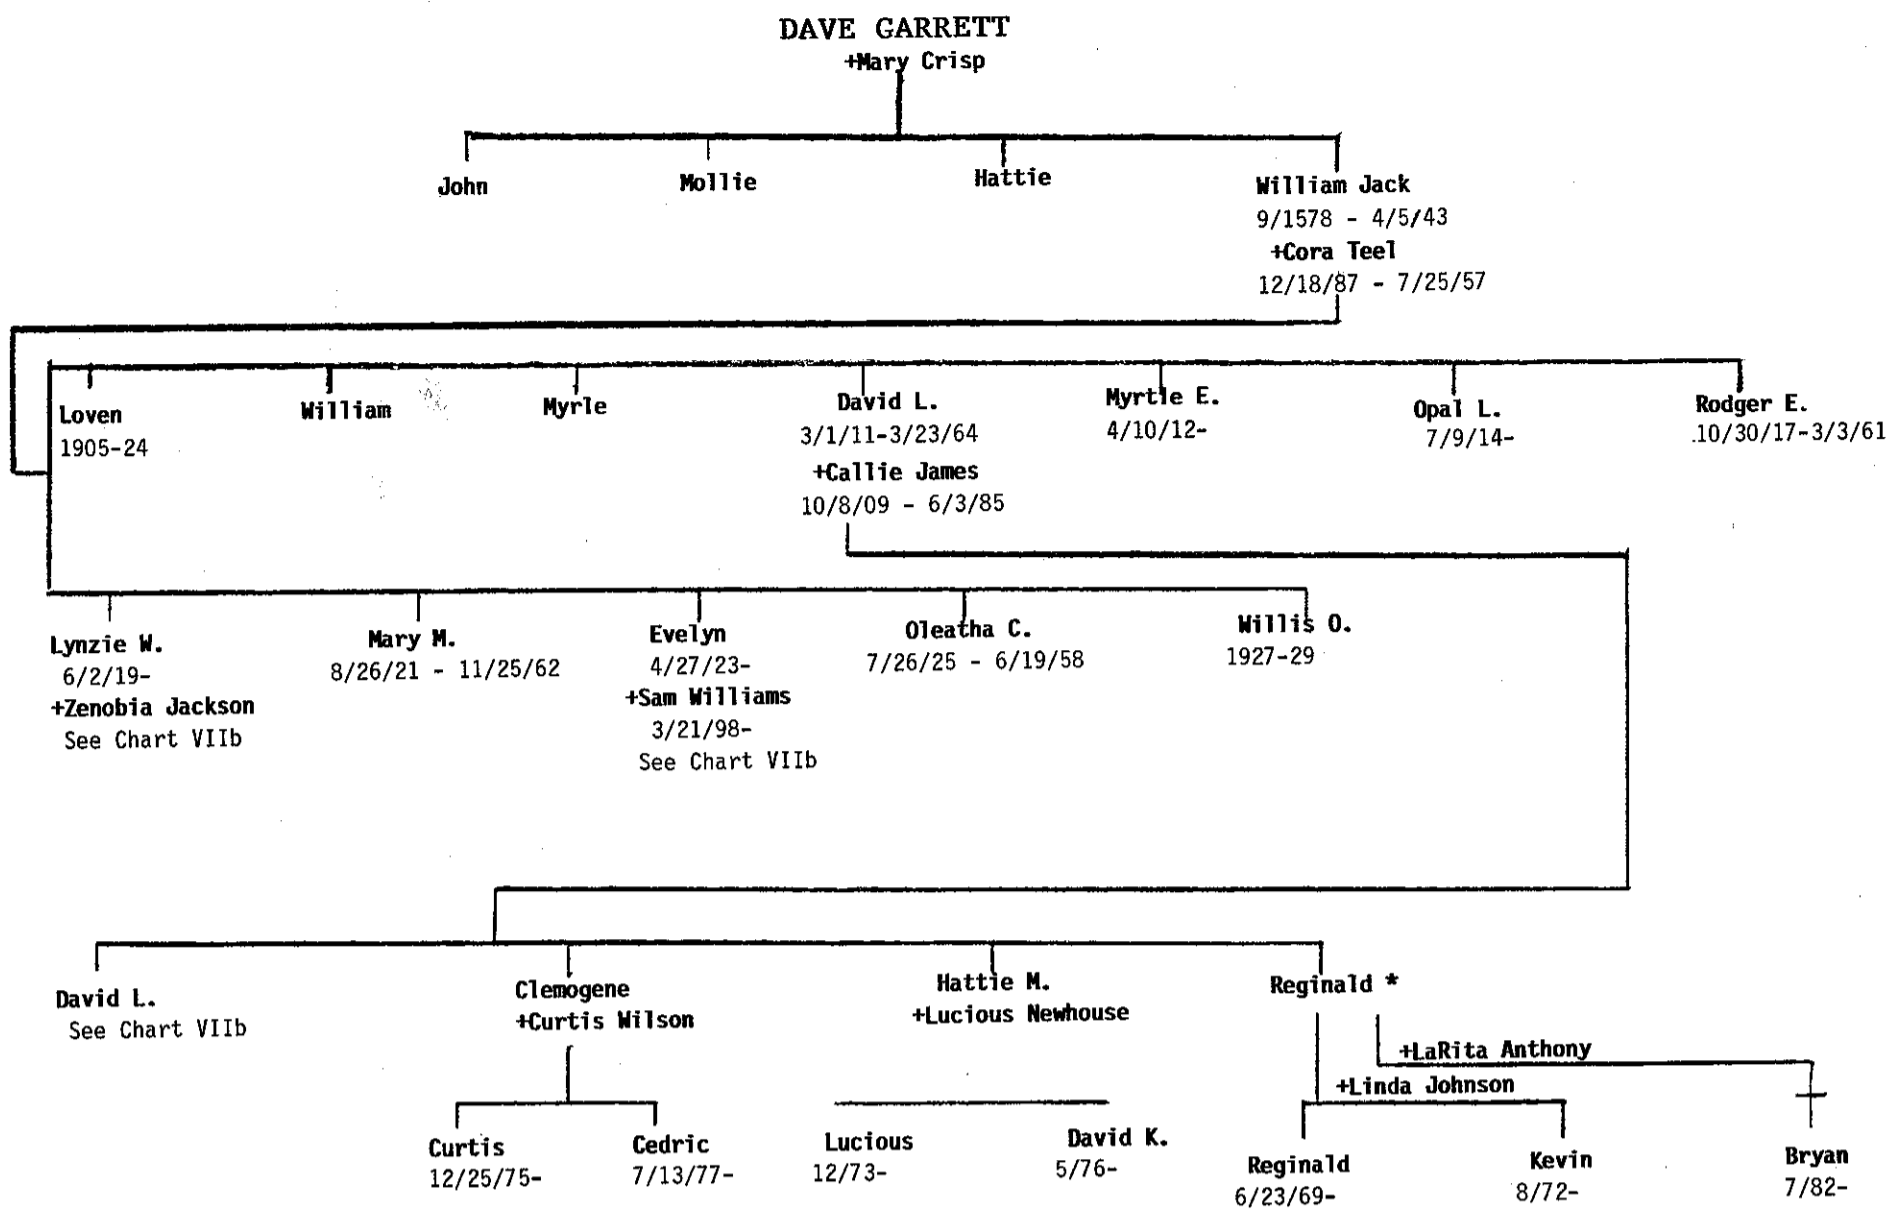 DAVE GARRETT
+Mary Crisp
John
Mollie
Hattie
William Jack
9/1578 - 4/5/43
+Cora Teel
12/18/87 - 7/25/57
Loven
1905-24
William
Myrle
David L.
3/1/11-3/23/64
+Callie James
10/8/09 - 6/3/85
Myrtle E.
4/10/12-
Opal L.
7/9/14-
Rodger E.
10/30/17-3/3/61
Lynzie W.
6/2/19-
+Zenobia Jackson
See Chart VIIb
Mary M.
8/26/21 - 11/25/62
Evelyn
4/27/23-
+Sam Williams
3/21/98-
See Chart VIIb
Oleatha C.
7/26/25 - 6/19/58
Willis O.
1927-29
David L.
See Chart VIIb
Clemogene
+Curtis Wilson
Hattie M.
+Lucious Newhouse
Reginald *
+LaRita Anthony
+Linda Johnson
Curtis
12/25/75-
Cedric
7/13/77-
Lucious
12/73-
David K.
5/76-
Reginald
6/23/69-
Kevin
8/72-
Bryan
7/82-